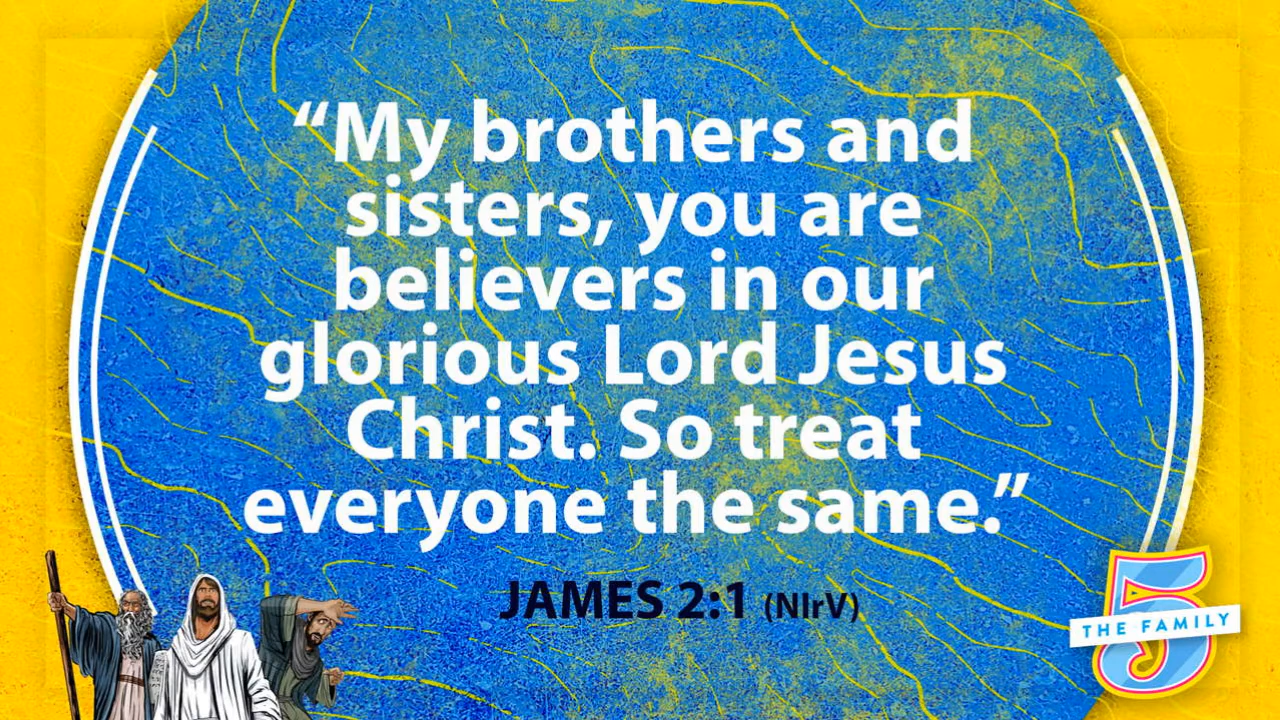 “My brothers and
sisters, you are
believers in our
glorious Lord Jesus
Christ. So treat
everyone the same.”
JAMES 2:1 (NIrV)
5
THE FAMILY